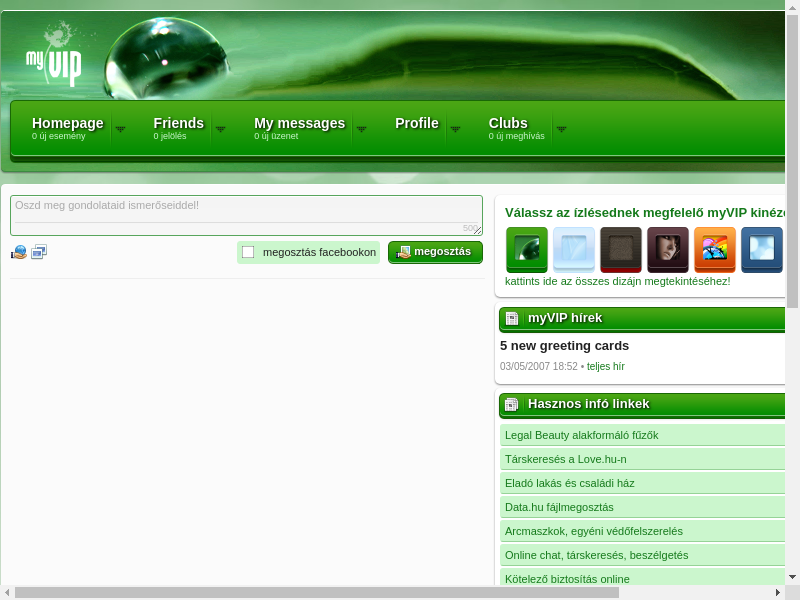 my VIP
Homepage
0 új esemény
Friends
0 jelölés
My messages
0 új üzenet
Profile
Clubs
0 új meghívás
Oszd meg gondolataid ismerőseiddel!
500
megosztás facebookon
megosztás
Válassz az ízlésednek megfelelő myVIP
kattints ide az összes dizájn megtekintéséhez!
myVIP hírek
5 new greeting cards
03/05/2007 18:52 • teljes hír
Hasznos infó linkek
Legal Beauty alakformáló fűzők
Társkeresés a Love.hu-n
Eladó lakás és családi ház
Data.hu fájlmegosztás
Arcmaszkok, egyéni védőfelszerelés
Online chat, társkeresés, beszélgetés
Kötelező biztosítás online